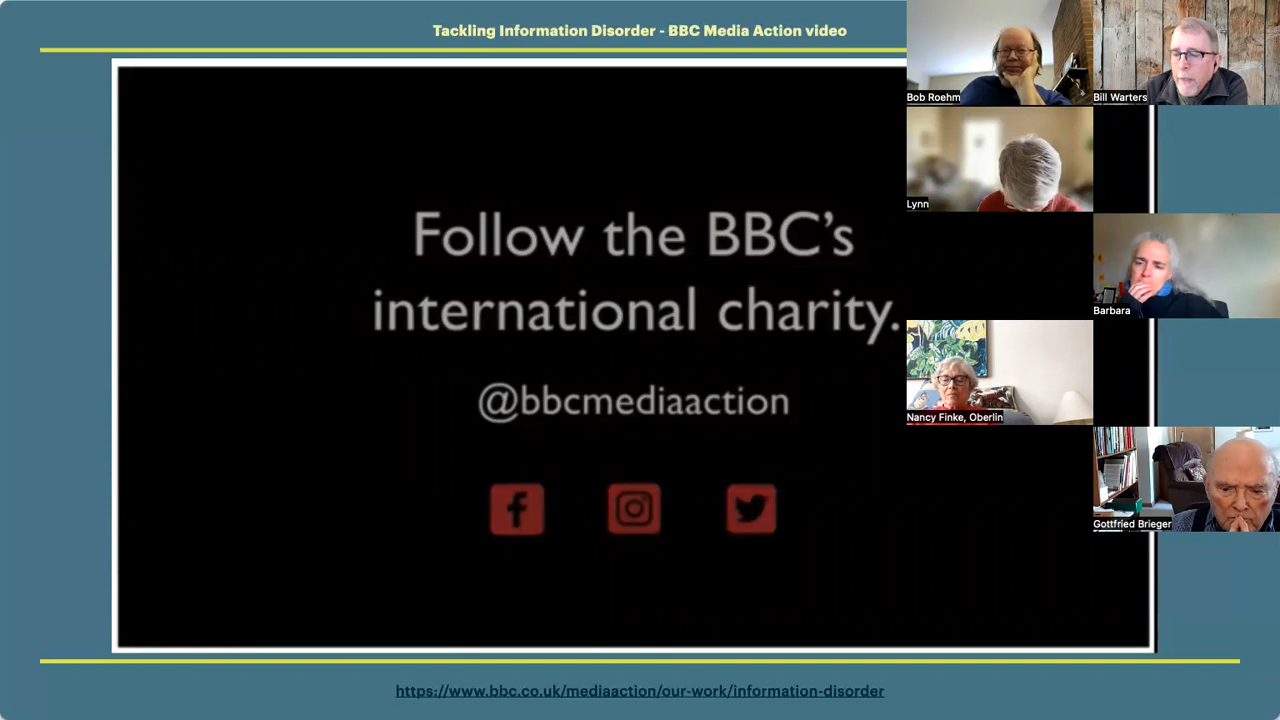 Tackling Information Disorder - BBC Media Action video
Follow the BBC’s
international charity.
@bbcmediaaction
https://www.bbc.co.uk/mediaaction/our-work/information-disorder
Bob Roehm
Bill Warters
Lynn
Barbara
Nancy Finke, Oberlin
Gottfried Brieger